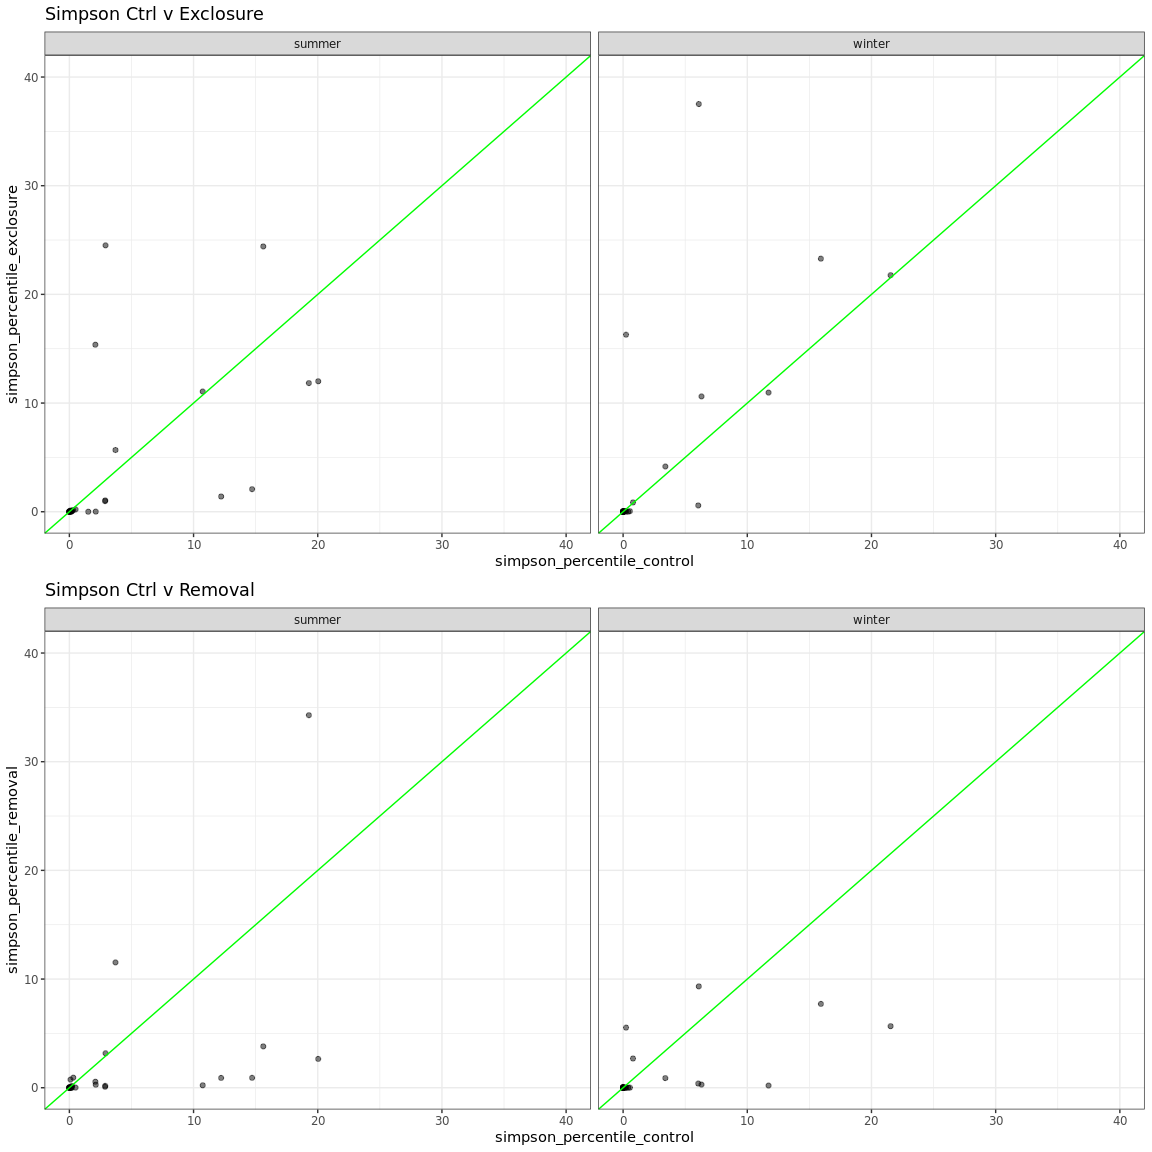 Simpson Ctrl v Exclosure
summer
winter
simpson_percentile_exclosure
40
30
20
10
0
0 10 20 30 40
0 10 20 30 40
simpson_percentile_control
Simpson Ctrl v Removal
summer
winter
simpson_percentile_removal
40
30
20
10
0
0 10 20 30 40
0 10 20 30 40
simpson_percentile_control